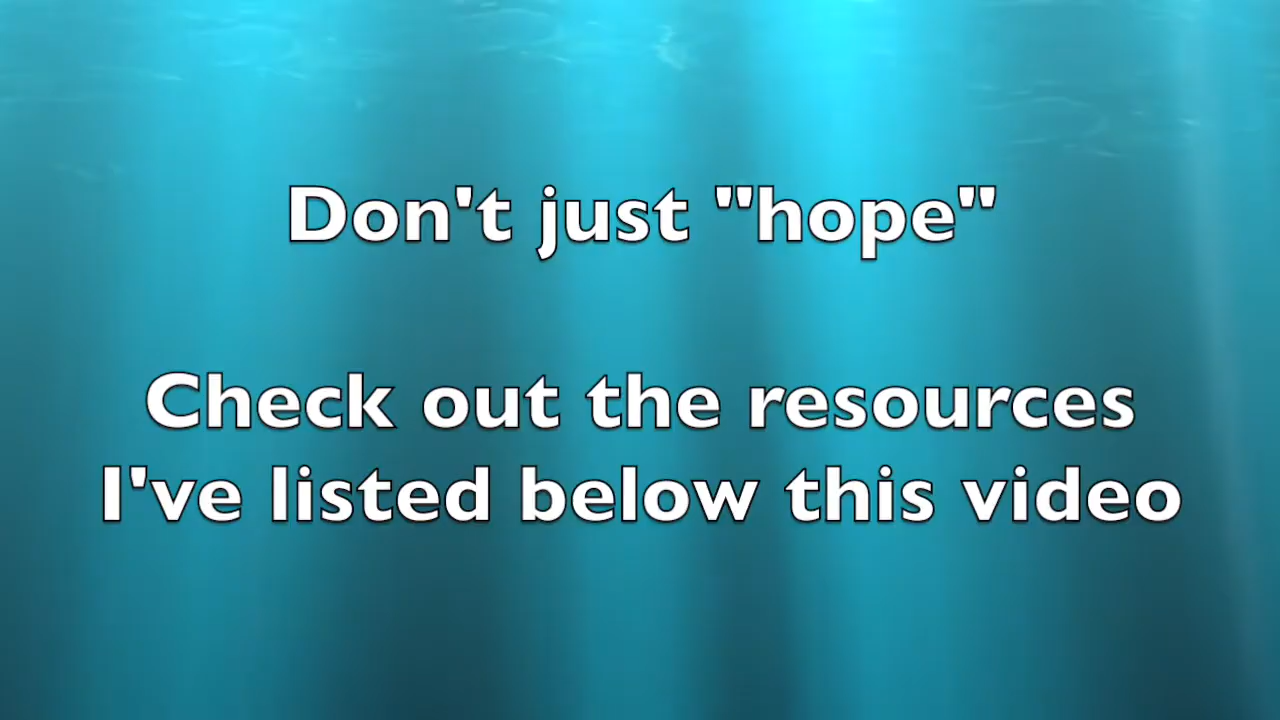 Don't just "hope"
Check out the resources
I've listed below this video